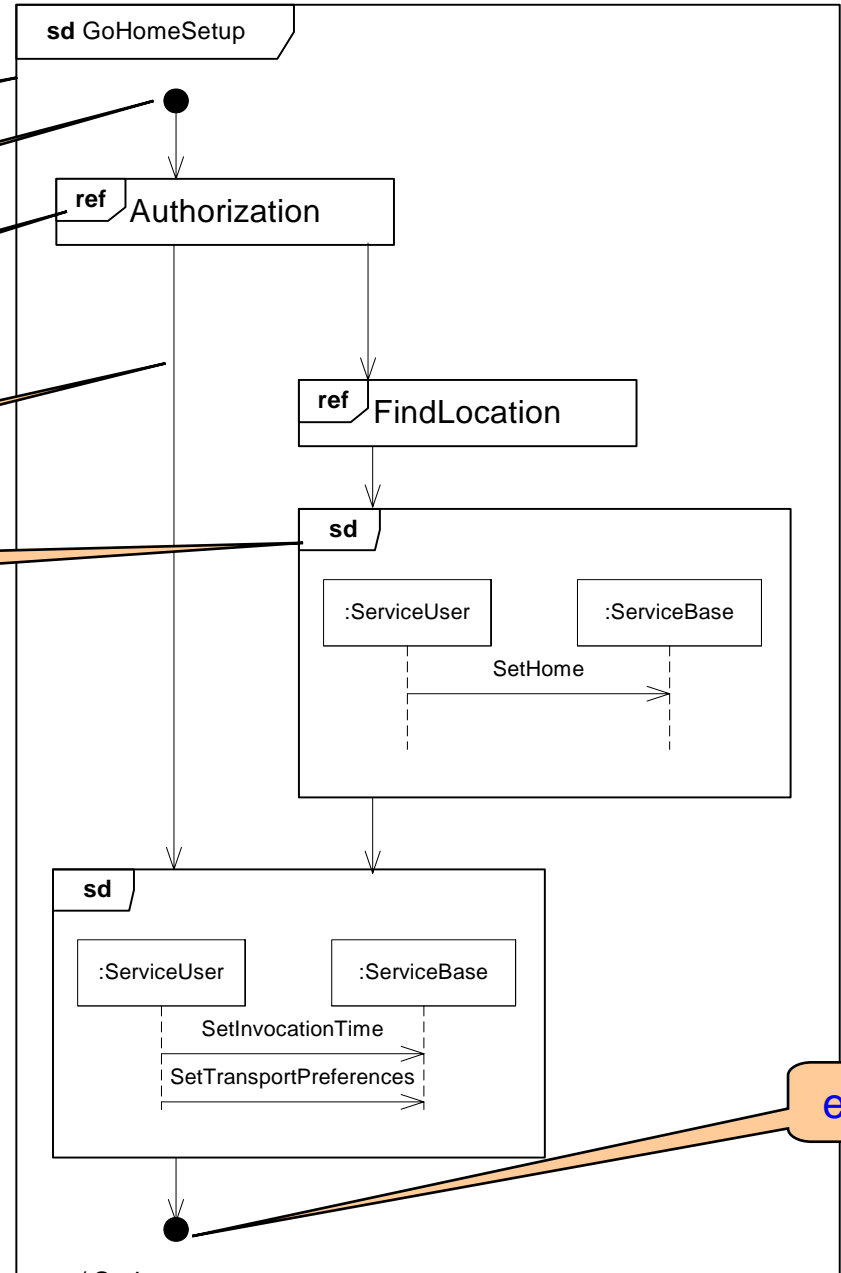 sd GoHomeSetup
ref Authorization
ref FindLocation
sd
:ServiceUser :ServiceBase
SetHome
sd
:ServiceUser :ServiceBase
SetInvocationTime
SetTransportPreferences
e